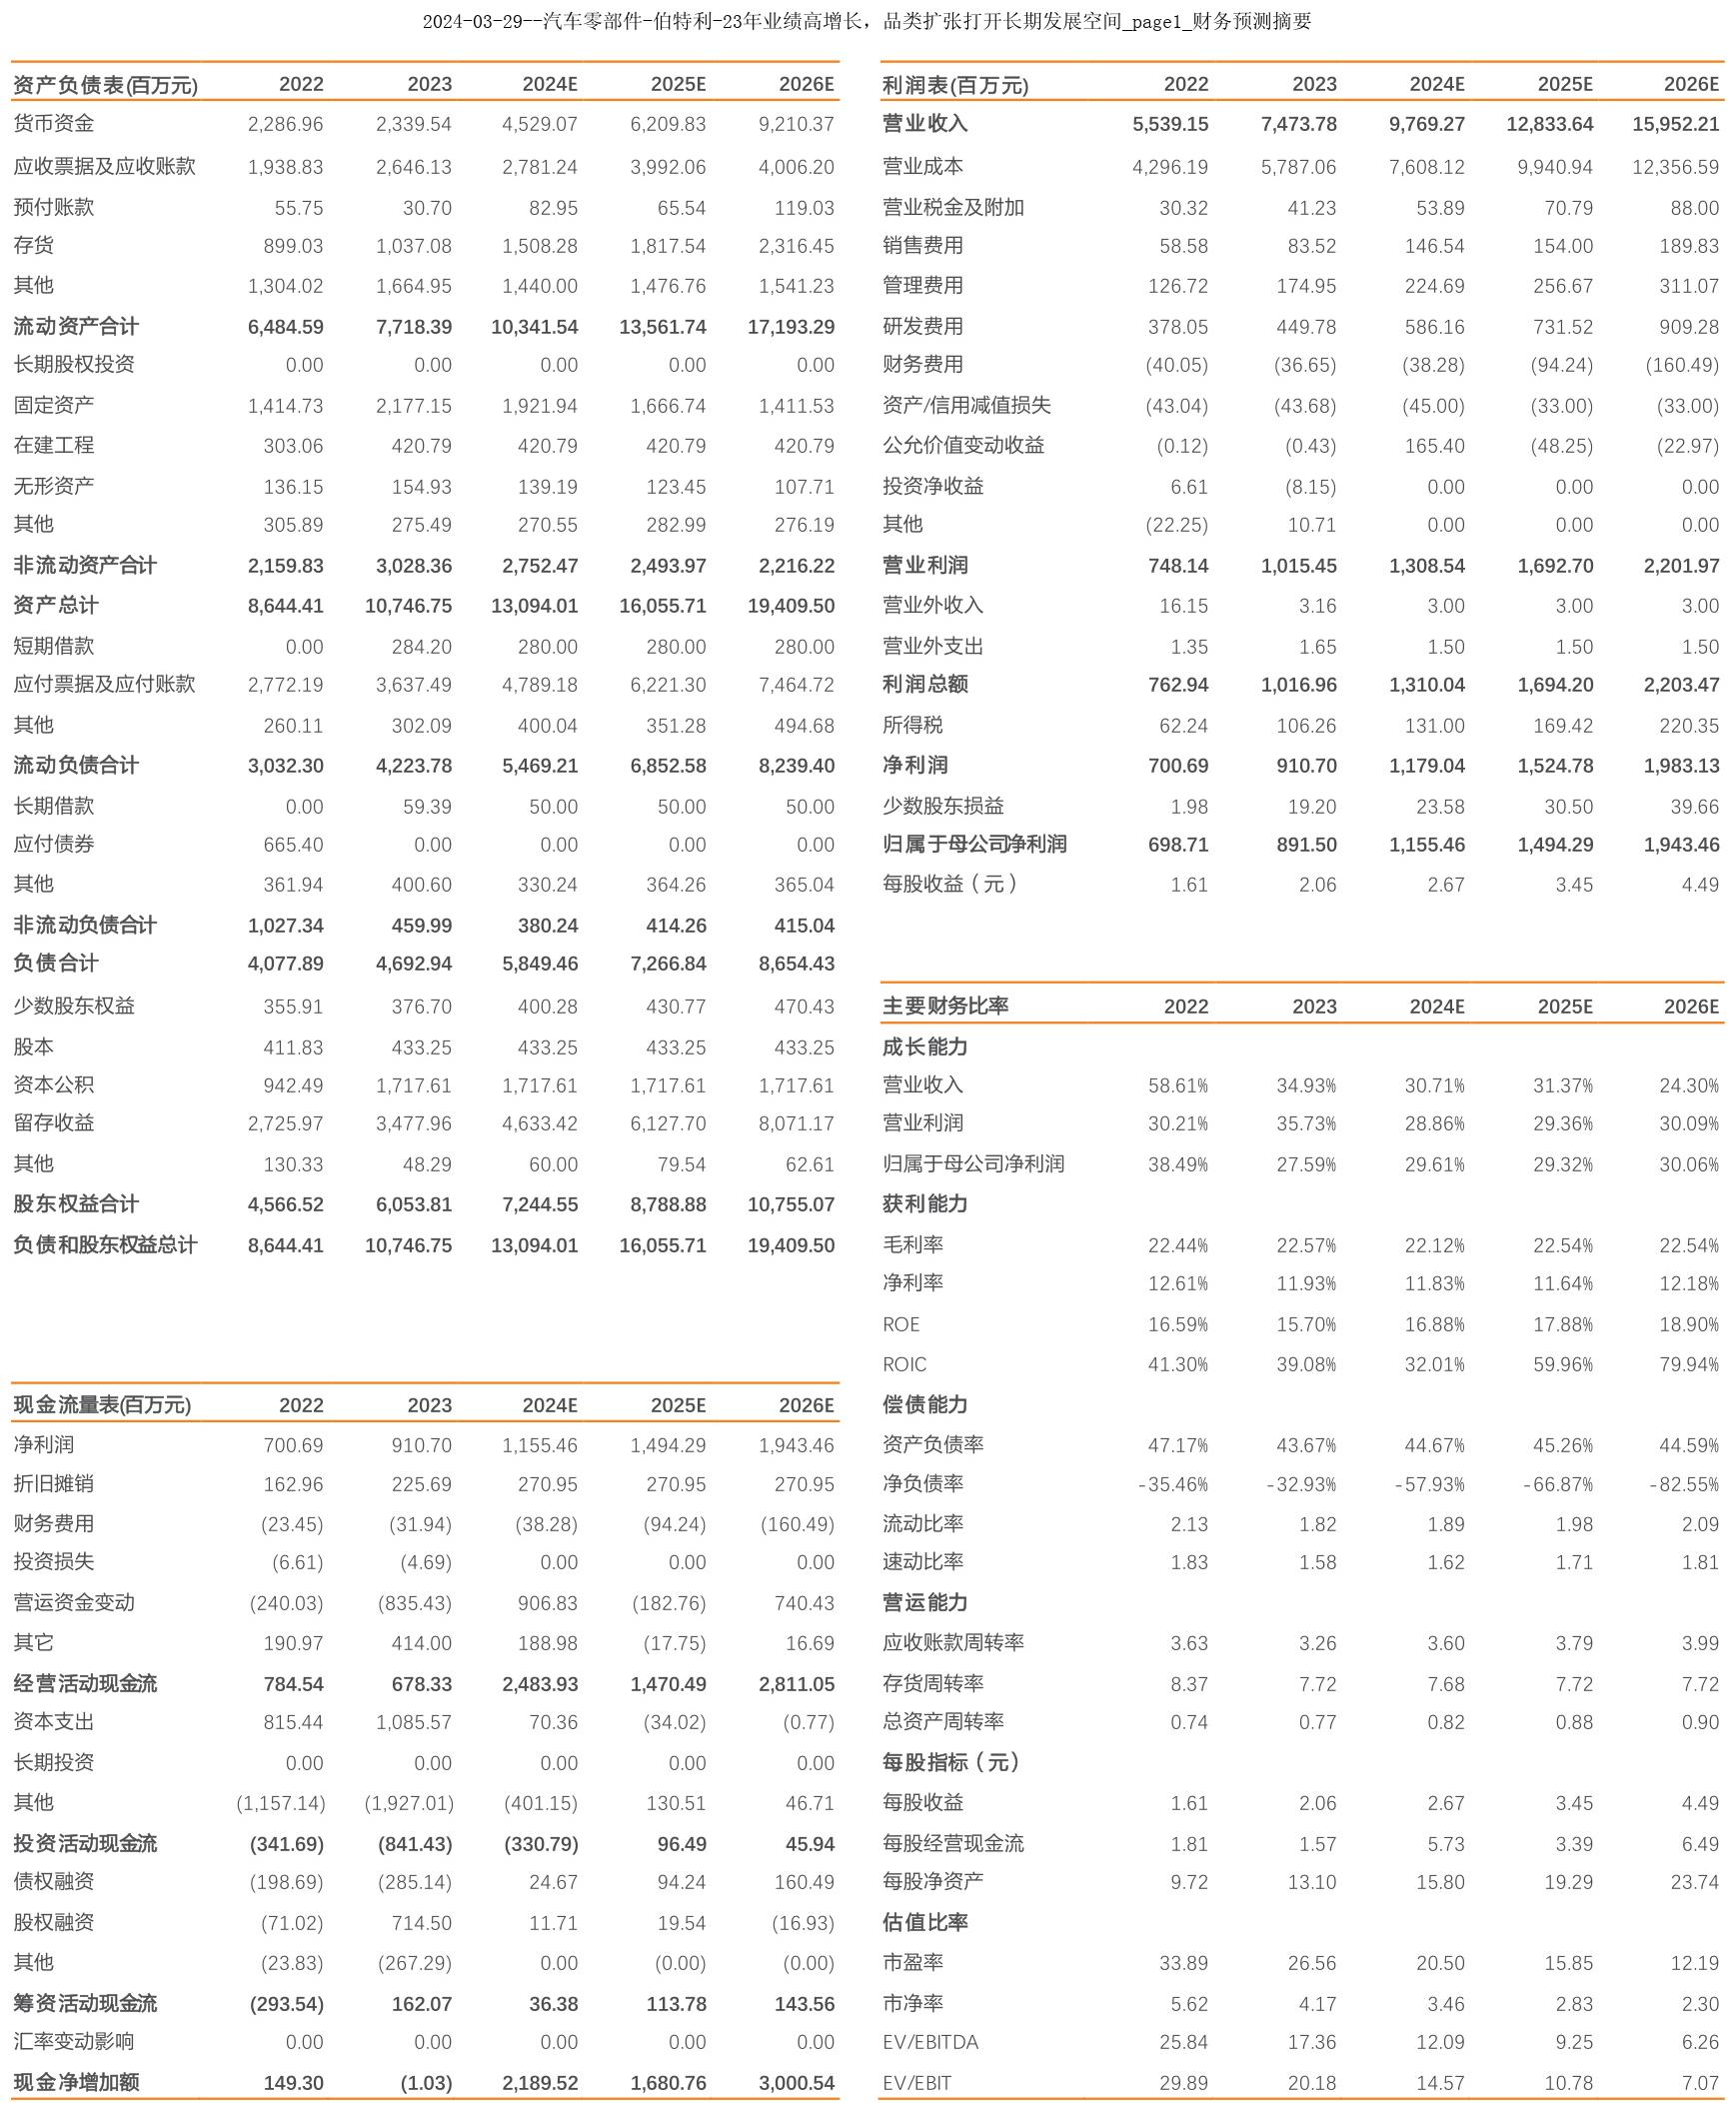 2024-03-29--汽车零部件-伯特利-23年业绩高增长，品类扩张打开长期发展空间_page1_财务预测摘要
资产负债表(百万元) 2022 2023 2024E 2025E 2026E
货币资金 2,286.96 2,339.54 4,529.07 6,209.83 9,210.37
应收票据及应收账款 1,938.83 2,646.13 2,781.24 3,992.06 4,006.20
预付账款 55.75 30.70 82.95 65.54 119.03
存货 899.03 1,037.08 1,508.28 1,817.54 2,316.45
其他 1,304.02 1,664.95 1,440.00 1,476.76 1,541.23
流动资产合计 6,484.59 7,718.39 10,341.54 13,561.74 17,193.29
长期股权投资 0.00 0.00 0.00 0.00 0.00
固定资产 1,414.73 2,177.15 1,921.94 1,666.74 1,411.53
在建工程 303.06 420.79 420.79 420.79 420.79
无形资产 136.15 154.93 139.19 123.45 107.71
其他 305.89 275.49 270.55 282.99 276.19
非流动资产合计 2,159.83 3,028.36 2,752.47 2,493.97 2,216.22
资产总计 8,644.41 10,746.75 13,094.01 16,055.71 19,409.50
短期借款 0.00 284.20 280.00 280.00 280.00
应付票据及应付账款 2,772.19 3,637.49 4,789.18 6,221.30 7,464.72
其他 260.11 302.09 400.04 351.28 494.68
流动负债合计 3,032.30 4,223.78 5,469.21 6,852.58 8,239.40
长期借款 0.00 59.39 50.00 50.00 50.00
应付债券 665.40 0.00 0.00 0.00 0.00
其他 361.94 400.60 330.24 364.26 365.04
非流动负债合计 1,027.34 459.99 380.24 414.26 415.04
负债合计 4,077.89 4,692.94 5,849.46 7,266.84 8,654.43
少数股东权益 355.91 376.70 400.28 430.77 470.43
股本 411.83 433.25 433.25 433.25 433.25
资本公积 942.49 1,717.61 1,717.61 1,717.61 1,717.61
留存收益 2,725.97 3,477.96 4,633.42 6,127.70 8,071.17
其他 130.33 48.29 60.00 79.54 62.61
股东权益合计 4,566.52 6,053.81 7,244.55 8,788.88 10,755.07
负债和股东权益总计 8,644.41 10,746.75 13,094.01 16,055.71 19,409.50
现金流量表(百万元) 2022 2023 2024E 2025E 2026E
净利润 700.69 910.70 1,155.46 1,494.29 1,943.46
折旧摊销 162.96 225.69 270.95 270.95 270.95
财务费用 (23.45) (31.94) (38.28) (94.24) (160.49)
投资损失 (6.61) (4.69) 0.00 0.00 0.00
营运资金变动 (240.03) (835.43) 906.83 (182.76) 740.43
其它 190.97 414.00 188.98 (17.75) 16.69
经营活动现金流 784.54 678.33 2,483.93 1,470.49 2,811.05
资本支出 815.44 1,085.57 70.36 (34.02) (0.77)
长期投资 0.00 0.00 0.00 0.00 0.00
其他 (1,157.14) (1,927.01) (401.15) 130.51 46.71
投资活动现金流 (341.69) (841.43) (330.79) 96.49 45.94
债权融资 (198.69) (285.14) 24.67 94.24 160.49
股权融资 (71.02) 714.50 11.71 19.54 (16.93)
其他 (23.83) (267.29) 0.00 (0.00) (0.00)
筹资活动现金流 (293.54) 162.07 36.38 113.78 143.56
汇率变动影响 0.00 0.00 0.00 0.00 0.00
现金净增加额 149.30 (1.03) 2,189.52 1,680.76 3,000.54
利润表(百万元) 2022 2023 2024E 2025E 2026E
营业收入 5,539.15 7,473.78 9,769.27 12,833.64 15,952.21
营业成本 4,296.19 5,787.06 7,608.12 9,940.94 12,356.59
营业税金及附加 30.32 41.23 53.89 70.79 88.00
销售费用 58.58 83.52 146.54 154.00 189.83
管理费用 126.72 174.95 224.69 256.67 311.07
研发费用 378.05 449.78 586.16 731.52 909.28
财务费用 (40.05) (36.65) (38.28) (94.24) (160.49)
资产/信用减值损失 (43.04) (43.68) (45.00) (33.00) (33.00)
公允价值变动收益 (0.12) (0.43) 165.40 (48.25) (22.97)
投资净收益 6.61 (8.15) 0.00 0.00 0.00
其他 (22.25) 10.71 0.00 0.00 0.00
营业利润 748.14 1,015.45 1,308.54 1,692.70 2,201.97
营业外收入 16.15 3.16 3.00 3.00 3.00
营业外支出 1.35 1.65 1.50 1.50 1.50
利润总额 762.94 1,016.96 1,310.04 1,694.20 2,203.47
所得税 62.24 106.26 131.00 169.42 220.35
净利润 700.69 910.70 1,179.04 1,524.78 1,983.13
少数股东损益 1.98 19.20 23.58 30.50 39.66
归属于母公司净利润 698.71 891.50 1,155.46 1,494.29 1,943.46
每股收益（元） 1.61 2.06 2.67 3.45 4.49
主要财务比率 2022 2023 2024E 2025E 2026E
成长能力
营业收入 58.61% 34.93% 30.71% 31.37% 24.30%
营业利润 30.21% 35.73% 28.86% 29.36% 30.09%
归属于母公司净利润 38.49% 27.59% 29.61% 29.32% 30.06%
获利能力
毛利率 22.44% 22.57% 22.12% 22.54% 22.54%
净利率 12.61% 11.93% 11.83% 11.64% 12.18%
ROE 16.59% 15.70% 16.88% 17.88% 18.90%
ROIC 41.30% 39.08% 32.01% 59.96% 79.94%
偿债能力
资产负债率 47.17% 43.67% 44.67% 45.26% 44.59%
净负债率 -35.46% -32.93% -57.93% -66.87% -82.55%
流动比率 2.13 1.82 1.89 1.98 2.09
速动比率 1.83 1.58 1.62 1.71 1.81
营运能力
应收账款周转率 3.63 3.26 3.60 3.79 3.99
存货周转率 8.37 7.72 7.68 7.72 7.72
总资产周转率 0.74 0.77 0.82 0.88 0.90
每股指标（元）
每股收益 1.61 2.06 2.67 3.45 4.49
每股经营现金流 1.81 1.57 5.73 3.39 6.49
每股净资产 9.72 13.10 15.80 19.29 23.74
估值比率
市盈率 33.89 26.56 20.50 15.85 12.19
市净率 5.62 4.17 3.46 2.83 2.30
EV/EBITDA 25.84 17.36 12.09 9.25 6.26
EV/EBIT 29.89 20.18 14.57 10.78 7.07